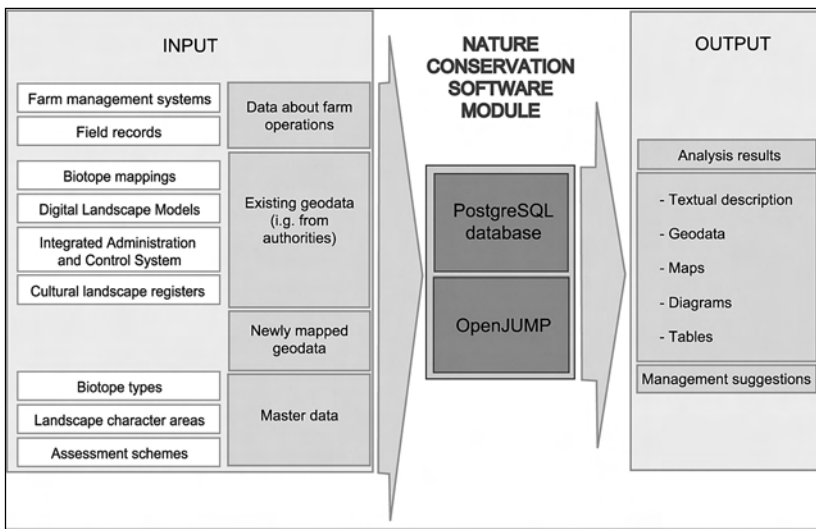 INPUT
Farm management systems
Field records
Data about farm
operations
Biotope mappings
Digital Landscape Models
Integrated Administration
and Control System
Cultural landscape registers
Existing geodata
(i.g. from
authorities)
Newly mapped
geodata
Biotope types
Landscape character areas
Assessment schemes
Master data
NATURE
CONSERVATION
SOFTWARE
MODULE
PostgreSQL
database
OpenJUMP
OUTPUT
Analysis results
- Textual description
- Geodata
- Maps
- Diagrams
- Tables
Management suggestions